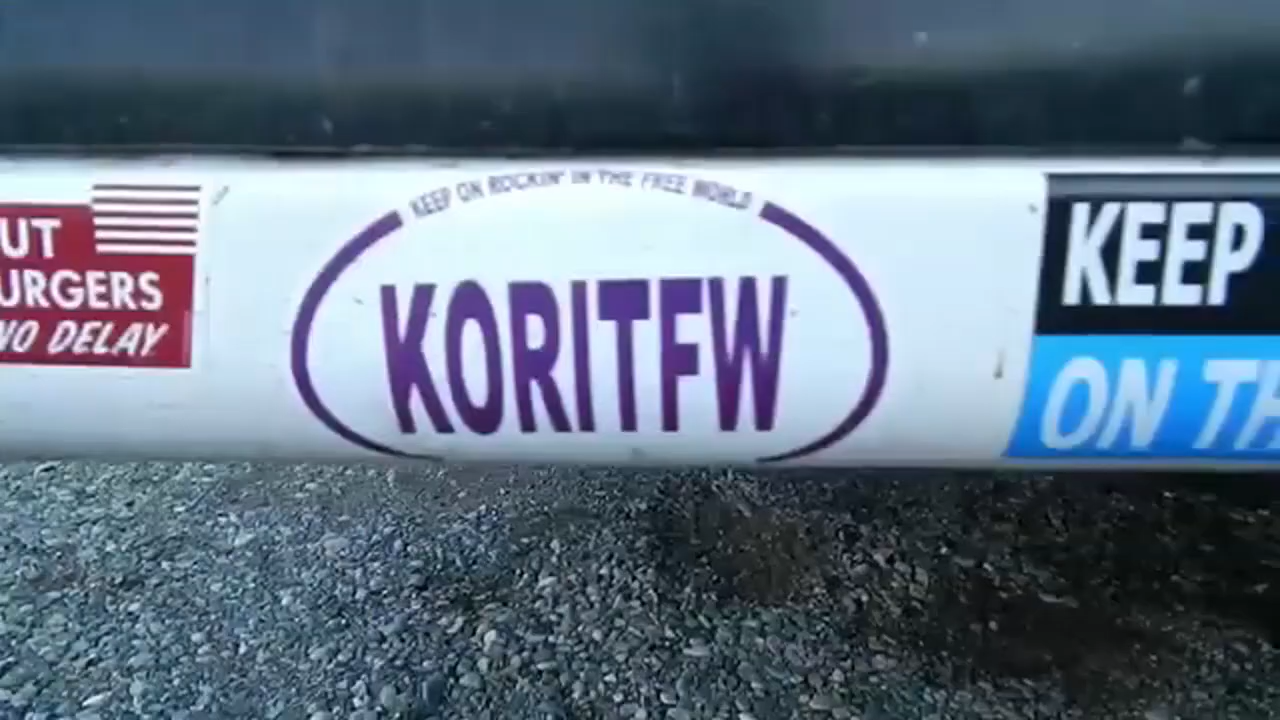 UT
URGERS
NO DELAY
KEEP ON ROCKIN' IN THE FREE WORLD
KORITFW
KEEP
ON TH